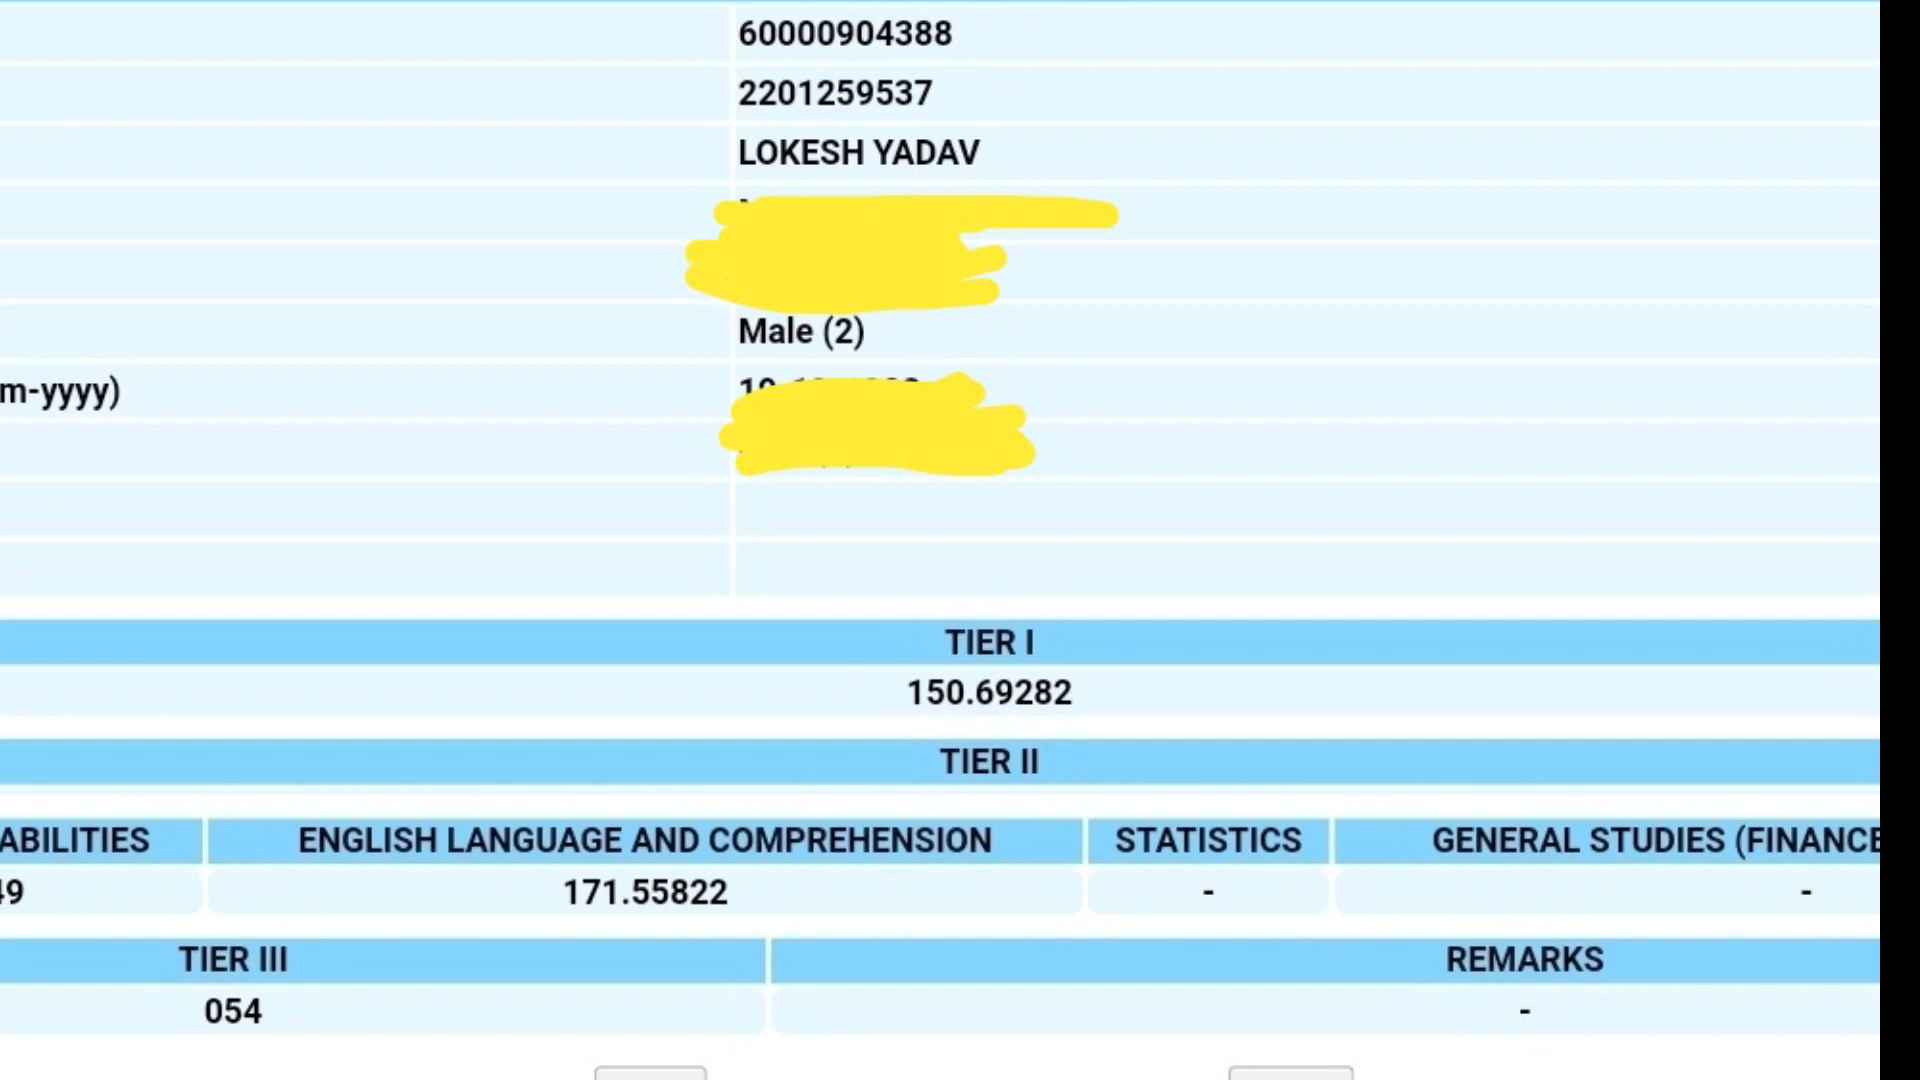 60000904388
2201259537
LOKESH YADAV
Male (2)
m-yyyy)
TIER I
150.69282
TIER II
ABILITIES ENGLISH LANGUAGE AND COMPREHENSION STATISTICS GENERAL STUDIES (FINANCE
49 171.55822 - -
TIER III REMARKS
054 -